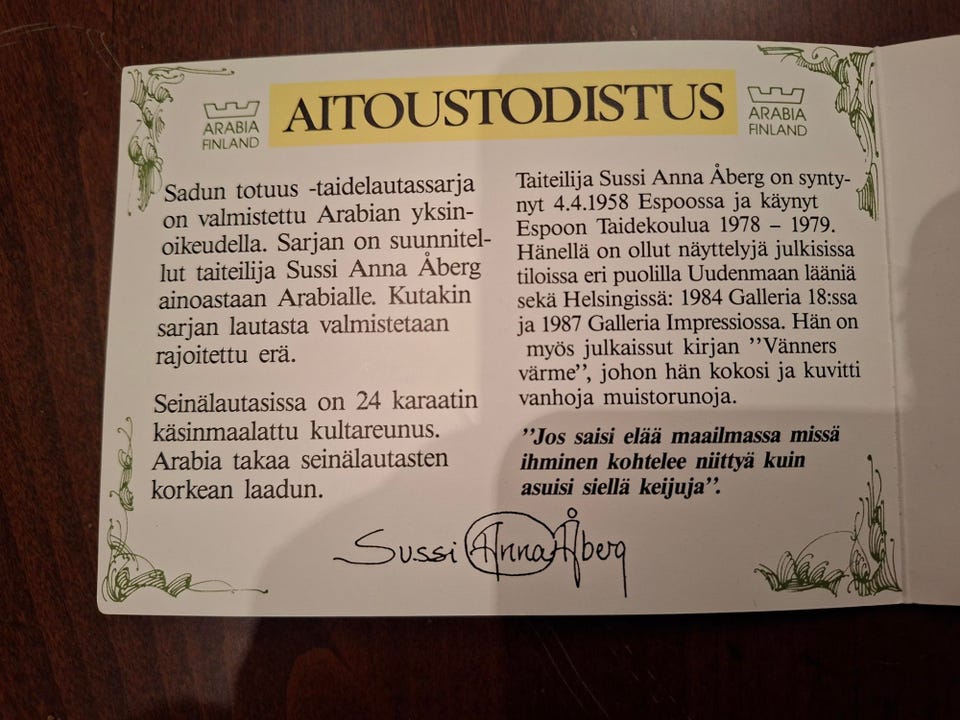 AITOUSTODISTUS
ARABIA
FINLAND
ARABIA
FINLAND
Sadun totuus -taidelautassarja
on valmistettu Arabian yksin-
oikeudella. Sarjan on suunnitel-
lut taiteilija Sussi Anna Åberg
ainoastaan Arabialle. Kutakin
sarjan lautasta valmistetaan
rajoitettu erä.
Seinälautasissa on 24 karaatin
käsinmaalattu kultareunus.
Arabia takaa seinälautasten
korkean laadun.
Taiteilija Sussi Anna Åberg on synty-
nyt 4.4.1958 Espoossa ja käynyt
Espoon Taidekoulua 1978 – 1979.
Hänellä on ollut näyttelyjä julkisissa
tiloissa eri puolilla Uudenmaan lääniä
sekä Helsingissä: 1984 Galleria 18:ssa
ja 1987 Galleria Impressiossa. Hän on
myös julkaissut kirjan ”Vänners
värme”, johon hän kokosi ja kuvitti
vanhoja muistorunoja.
”Jos saisi elää maailmassa missä
ihminen kohtelee niittyä kuin
asuisi siellä keijuja”.
Sussi Anna Åberg